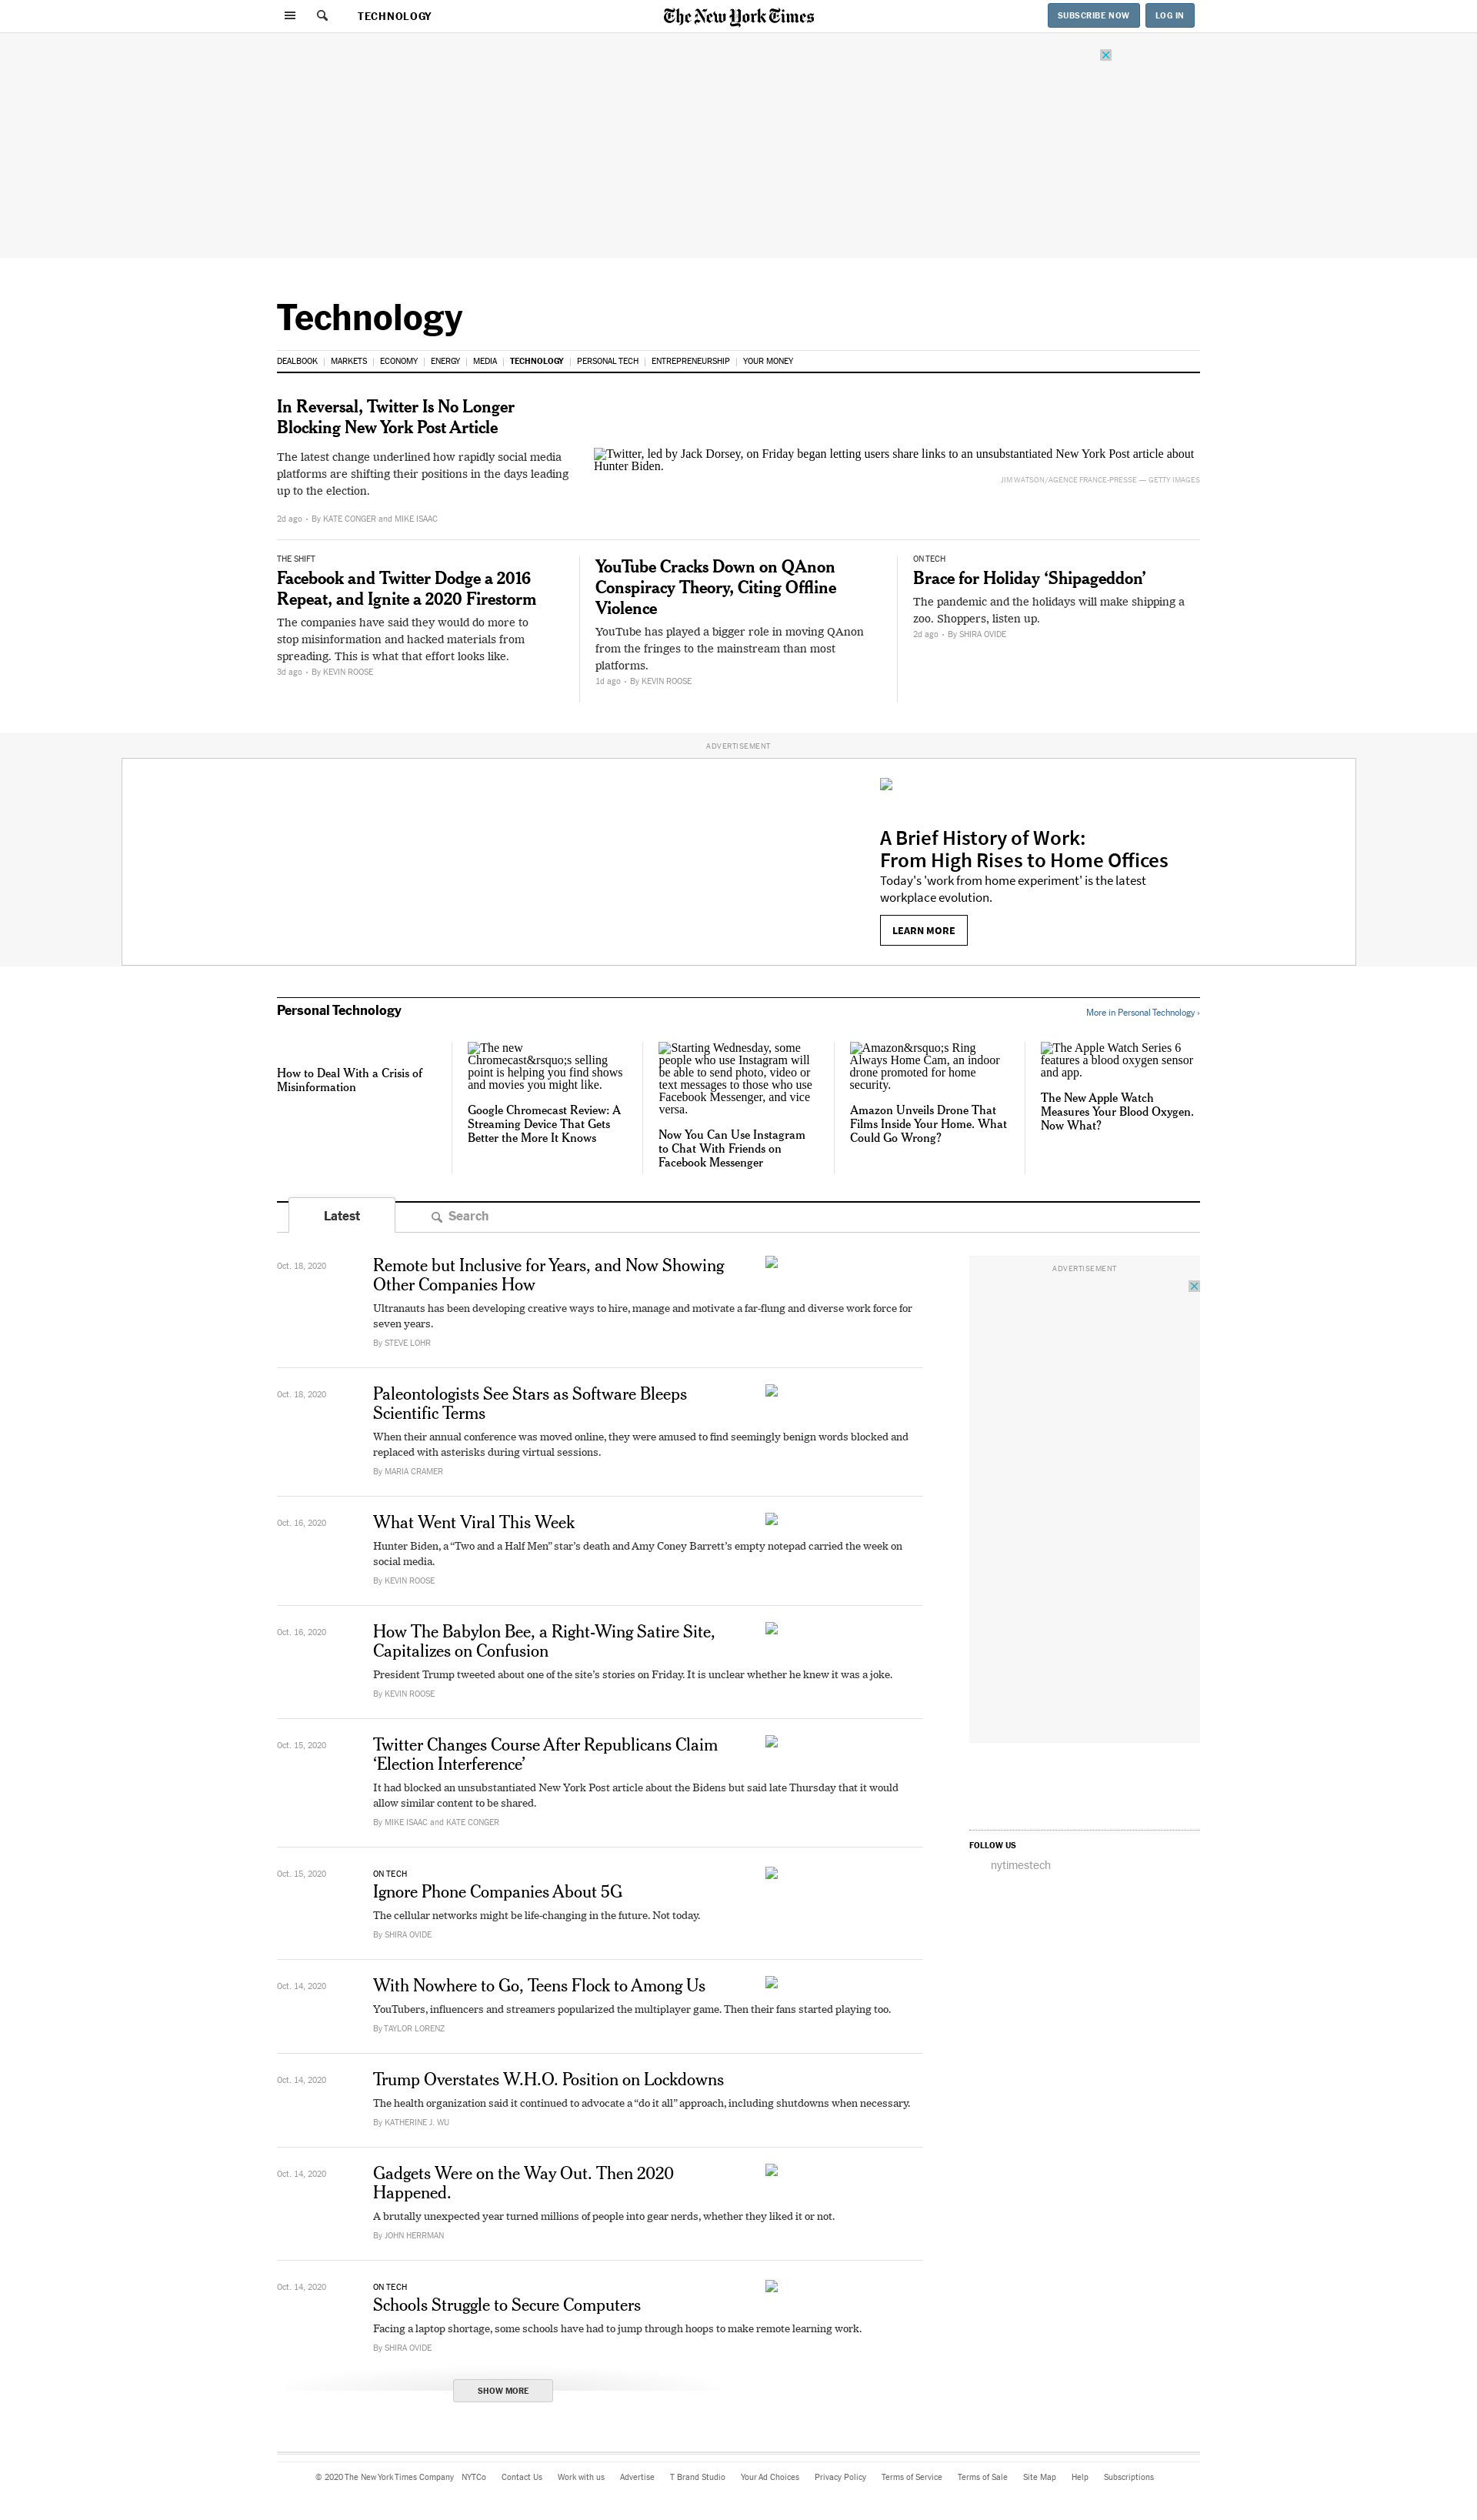 TECHNOLOGY
The New York Times
SUBSCRIBE NOW
LOG IN
Technology
DEALBOOK
MARKETS
ECONOMY
ENERGY
MEDIA
TECHNOLOGY
PERSONAL TECH
ENTREPRENEURSHIP
YOUR MONEY
In Reversal, Twitter Is No Longer
Blocking New York Post Article
The latest change underlined how rapidly social media
platforms are shifting their positions in the days leading
up to the election.
2d ago • By KATE CONGER and MIKE ISAAC
Twitter, led by Jack Dorsey, on Friday began letting users share links to an unsubstantiated New York Post article about
Hunter Biden.
JIM WATSON/AGENCE FRANCE-PRESSE — GETTY IMAGES
THE SHIFT
Facebook and Twitter Dodge a 2016
Repeat, and Ignite a 2020 Firestorm
The companies have said they would do more to
stop misinformation and hacked materials from
spreading. This is what that effort looks like.
3d ago • By KEVIN ROOSE
YouTube Cracks Down on QAnon
Conspiracy Theory, Citing Offline
Violence
YouTube has played a bigger role in moving QAnon
from the fringes to the mainstream than most
platforms.
1d ago • By KEVIN ROOSE
ON TECH
Brace for Holiday ‘Shipageddon’
The pandemic and the holidays will make shipping a
zoo. Shoppers, listen up.
2d ago • By SHIRA OVIDE
ADVERTISEMENT
A Brief History of Work:
From High Rises to Home Offices
Today's 'work from home experiment' is the latest
workplace evolution.
LEARN MORE
Personal Technology
More in Personal Technology ›
How to Deal With a Crisis of
Misinformation
The new
Chromecast&rsquo;s selling
point is helping you find shows
and movies you might like.
Google Chromecast Review: A
Streaming Device That Gets
Better the More It Knows
Starting Wednesday, some
people who use Instagram will
be able to send photo, video or
text messages to those who use
Facebook Messenger, and vice
versa.
Now You Can Use Instagram
to Chat With Friends on
Facebook Messenger
Amazon&rsquo;s Ring
Always Home Cam, an indoor
drone promoted for home
security.
Amazon Unveils Drone That
Films Inside Your Home. What
Could Go Wrong?
The Apple Watch Series 6
features a blood oxygen sensor
and app.
The New Apple Watch
Measures Your Blood Oxygen.
Now What?
Latest
Search
Oct. 18, 2020
Remote but Inclusive for Years, and Now Showing
Other Companies How
Ultranauts has been developing creative ways to hire, manage and motivate a far-flung and diverse work force for
seven years.
By STEVE LOHR
Oct. 18, 2020
Paleontologists See Stars as Software Bleeps
Scientific Terms
When their annual conference was moved online, they were amused to find seemingly benign words blocked and
replaced with asterisks during virtual sessions.
By MARIA CRAMER
Oct. 16, 2020
What Went Viral This Week
Hunter Biden, a “Two and a Half Men” star’s death and Amy Coney Barrett’s empty notepad carried the week on
social media.
By KEVIN ROOSE
Oct. 16, 2020
How The Babylon Bee, a Right-Wing Satire Site,
Capitalizes on Confusion
President Trump tweeted about one of the site’s stories on Friday. It is unclear whether he knew it was a joke.
By KEVIN ROOSE
Oct. 15, 2020
Twitter Changes Course After Republicans Claim
‘Election Interference’
It had blocked an unsubstantiated New York Post article about the Bidens but said late Thursday that it would
allow similar content to be shared.
By MIKE ISAAC and KATE CONGER
Oct. 15, 2020
ON TECH
Ignore Phone Companies About 5G
The cellular networks might be life-changing in the future. Not today.
By SHIRA OVIDE
Oct. 14, 2020
With Nowhere to Go, Teens Flock to Among Us
YouTubers, influencers and streamers popularized the multiplayer game. Then their fans started playing too.
By TAYLOR LORENZ
Oct. 14, 2020
Trump Overstates W.H.O. Position on Lockdowns
The health organization said it continued to advocate a “do it all” approach, including shutdowns when necessary.
By KATHERINE J. WU
Oct. 14, 2020
Gadgets Were on the Way Out. Then 2020
Happened.
A brutally unexpected year turned millions of people into gear nerds, whether they liked it or not.
By JOHN HERRMAN
Oct. 14, 2020
ON TECH
Schools Struggle to Secure Computers
Facing a laptop shortage, some schools have had to jump through hoops to make remote learning work.
By SHIRA OVIDE
SHOW MORE
ADVERTISEMENT
FOLLOW US
nytimestech
© 2020 The New York Times Company
NYTCo
Contact Us
Work with us
Advertise
T Brand Studio
Your Ad Choices
Privacy Policy
Terms of Service
Terms of Sale
Site Map
Help
Subscriptions